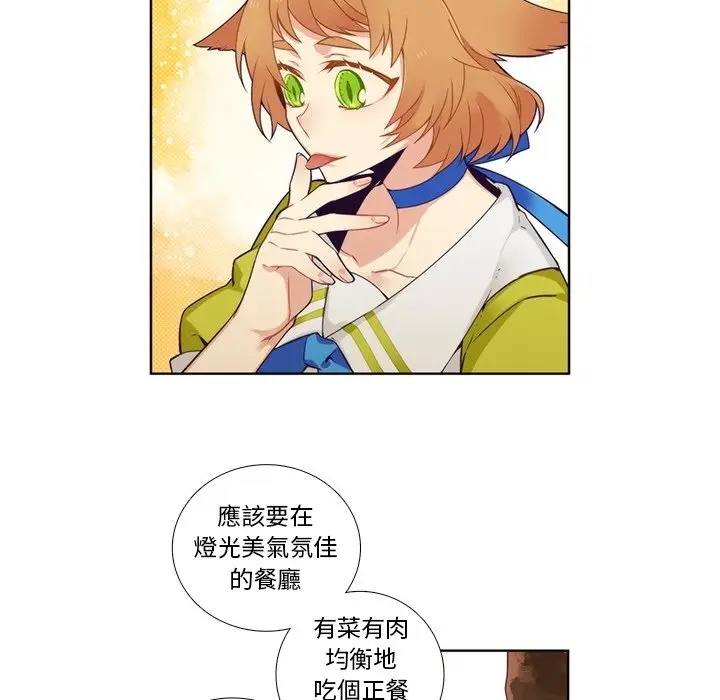 應該要在
燈光美氣氛佳
的餐廳
有菜有肉
均衡地
吃個正餐